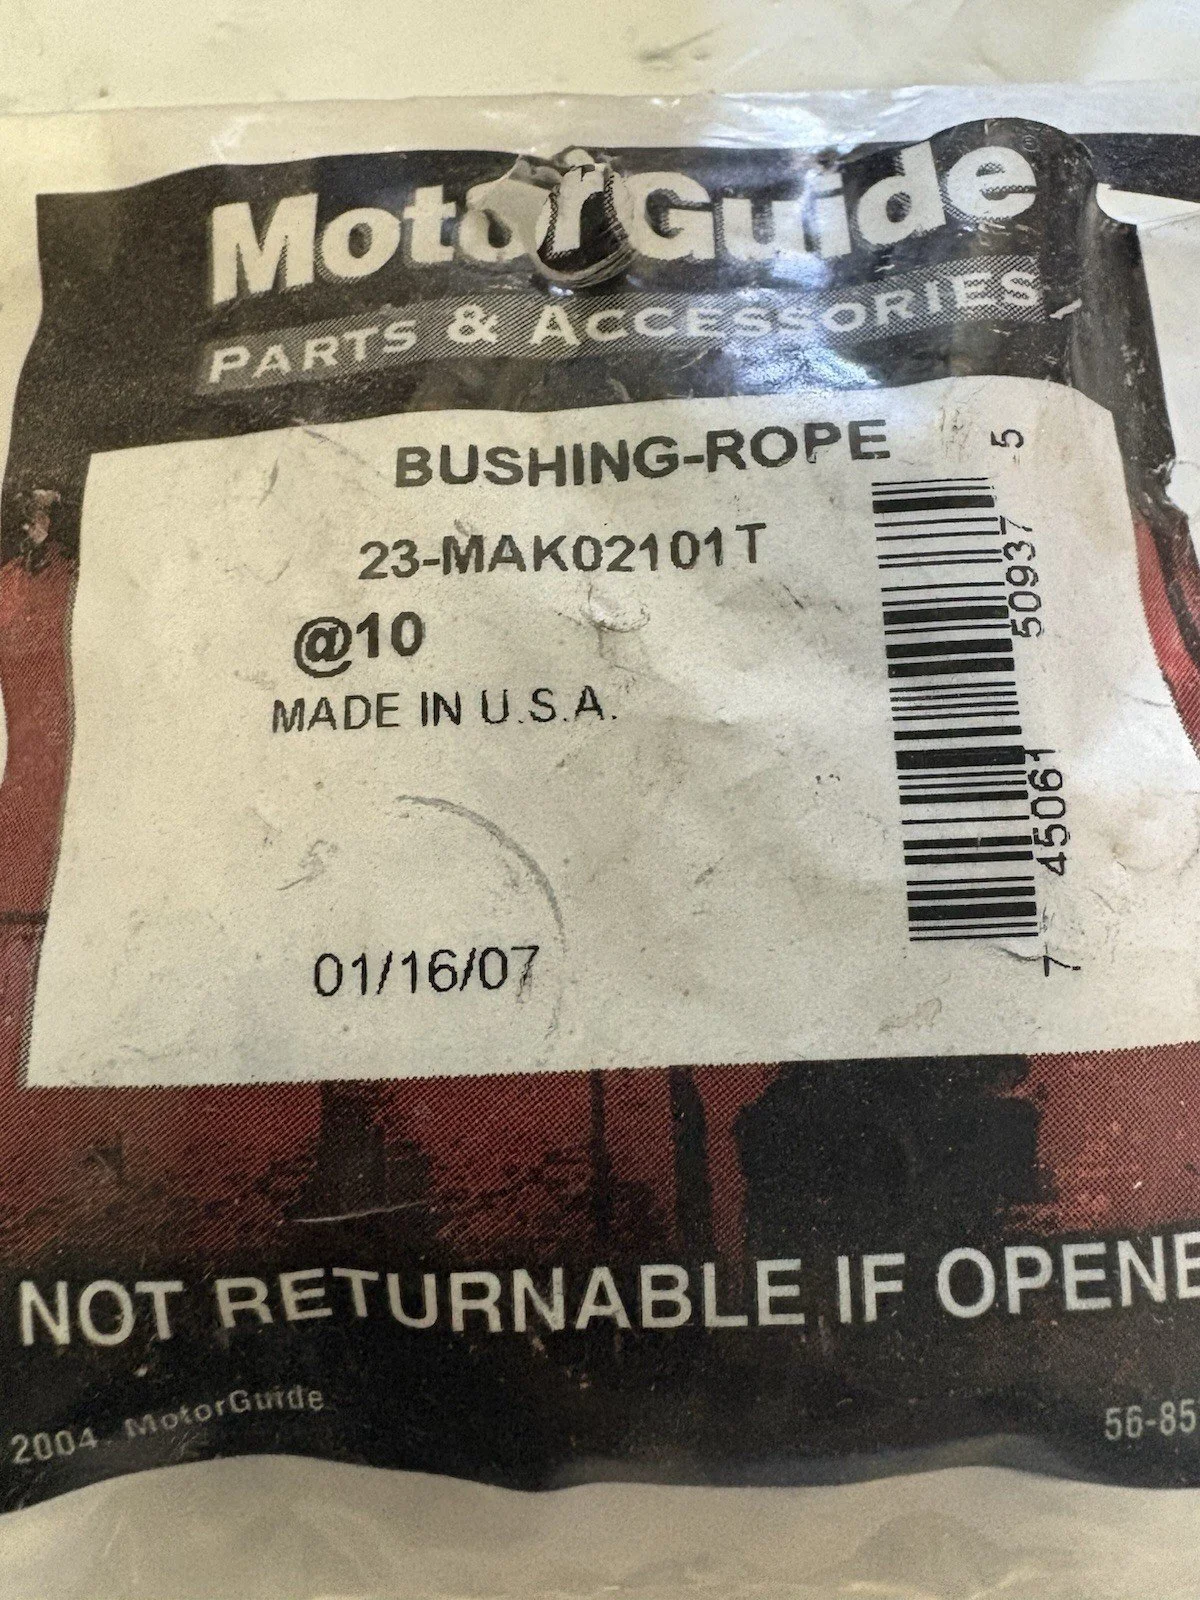 MotorGuide®
PARTS & ACCESSORIES
BUSHING-ROPE
23-MAK02101T
@10
MADE IN U.S.A.
01/16/07
7 45061 50937 5
NOT RETURNABLE IF OPENE
2004 MotorGuide
56-85